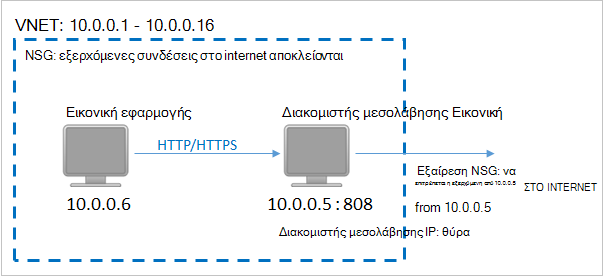 VNET: 10.0.0.1 - 10.0.0.16
NSG: εξερχόμενες συνδέσεις στο internet αποκλείονται
Εικονική εφαρμογής
Διακομιστής μεσολάβησης Εικονική
HTTP/HTTPS
10.0.0.6
10.0.0.5 : 808
Διακομιστής μεσολάβησης IP: θύρα
Εξαίρεση NSG: να
επιτρέπεται η εξερχόμενη από 10.0.0.5
from 10.0.0.5
ΣΤΟ INTERNET